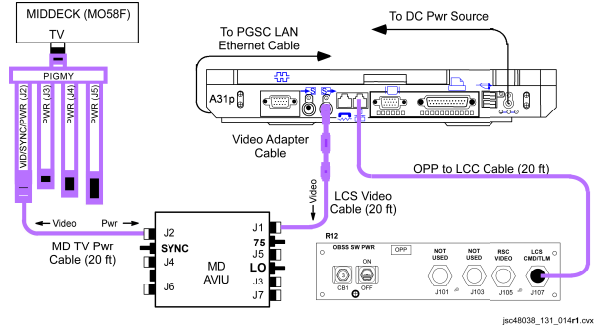 MIDDECK (MO58F)
TV
PIGMY
VID/SYNC/PWR (J2)
PWR (J3)
PWR (J4)
PWR (J5)
To PGSC LAN
Ethernet Cable
To DC Pwr Source
A31p
Video Adapter
Cable
OPP to LCC Cable (20 ft)
Video
LCS Video
Cable (20 ft)
Video
Pwr
MD TV Pwr
Cable (20 ft)
J2
SYNC
J4
J6
MD
AVIU
J1
75
J5
LO
J3
J7
R12
OBSS SW PWR
OPP
ON
OFF
CB1
3
NOT
USED
J101
NOT
USED
J103
RSC
VIDEO
J105
LCS
CMD/TLM
J107
jsc48038_131_014r1.cvx